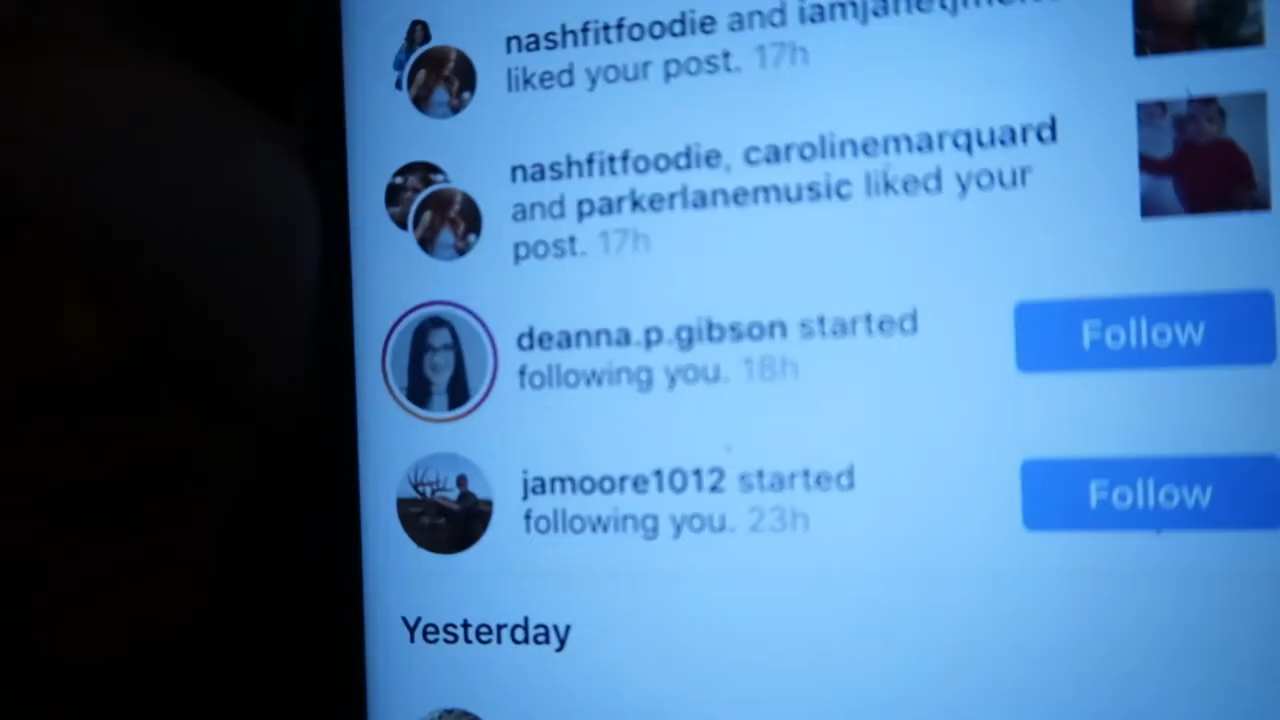 nashfitfoodie and
liked your post. 17h
nashfitfoodie, carolinemarquard
and parkerlanemusic liked your
post. 17h
deanna.p.gibson started
following you. 18h
Follow
jamoore1012 started
following you. 23h
Follow
Yesterday